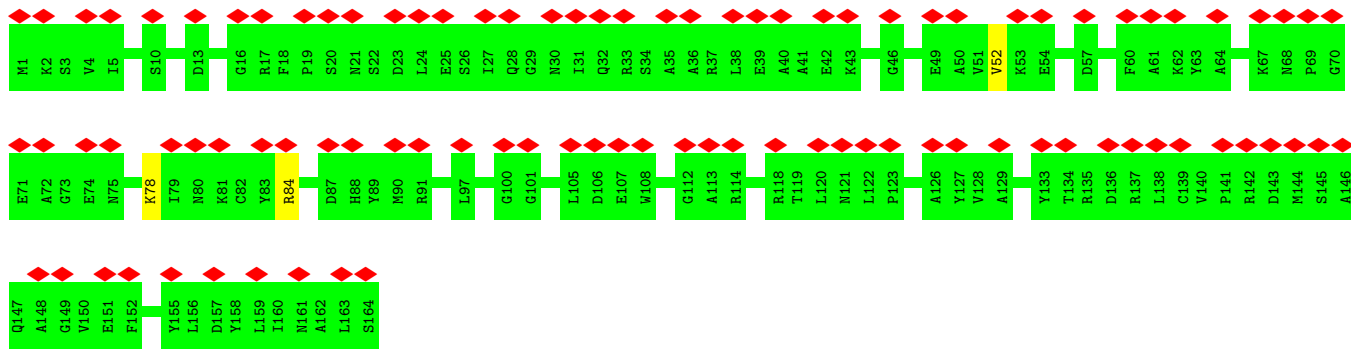 M1 K2 S3 V4 I5 S10 D13 G16 R17 F18 P19 S20 N21 S22 D23 L24 E25 S26 I27 Q28 G29 N30 I31 Q32 R33 S34 A35 A36 R37 L38 E39 A40 A41 E42 K43 G46 E49 A50 V51 V52 K53 E54 D57 F60 A61 K62 Y63 A64 K67 N68 P69 G70
E71 A72 G73 E74 N75 K78 I79 N80 K81 C82 Y83 R84 D87 H88 Y89 M90 R91 L97 G100 G101 L105 D106 E107 W108 G112 A113 R114 R118 T119 L120 N121 L122 P123 A126 Y127 V128 A129 Y133 T134 R135 D136 R137 L138 C139 V140 P141 R142 D143 M144 S145 A146
Q147 A148 G149 V150 E151 F152 Y155 L156 D157 Y158 L159 I160 N161 A162 L163 S164